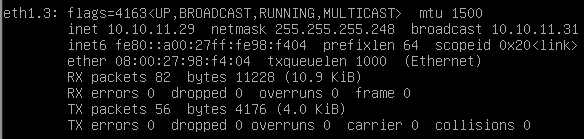 eth1.3: flags=4163<UP,BROADCAST,RUNNING,MULTICAST>  mtu 1500
        inet 10.10.11.29  netmask 255.255.255.248  broadcast 10.10.11.31
        inet6 fe80::a00:27ff:fe98:f404  prefixlen 64  scopeid 0x20<link>
        ether 08:00:27:98:f4:04  txqueuelen 1000  (Ethernet)
        RX packets 82  bytes 11228 (10.9 KiB)
        RX errors 0  dropped 0  overruns 0  frame 0
        TX packets 56  bytes 4176 (4.0 KiB)
        TX errors 0  dropped 0 overruns 0  carrier 0  collisions 0